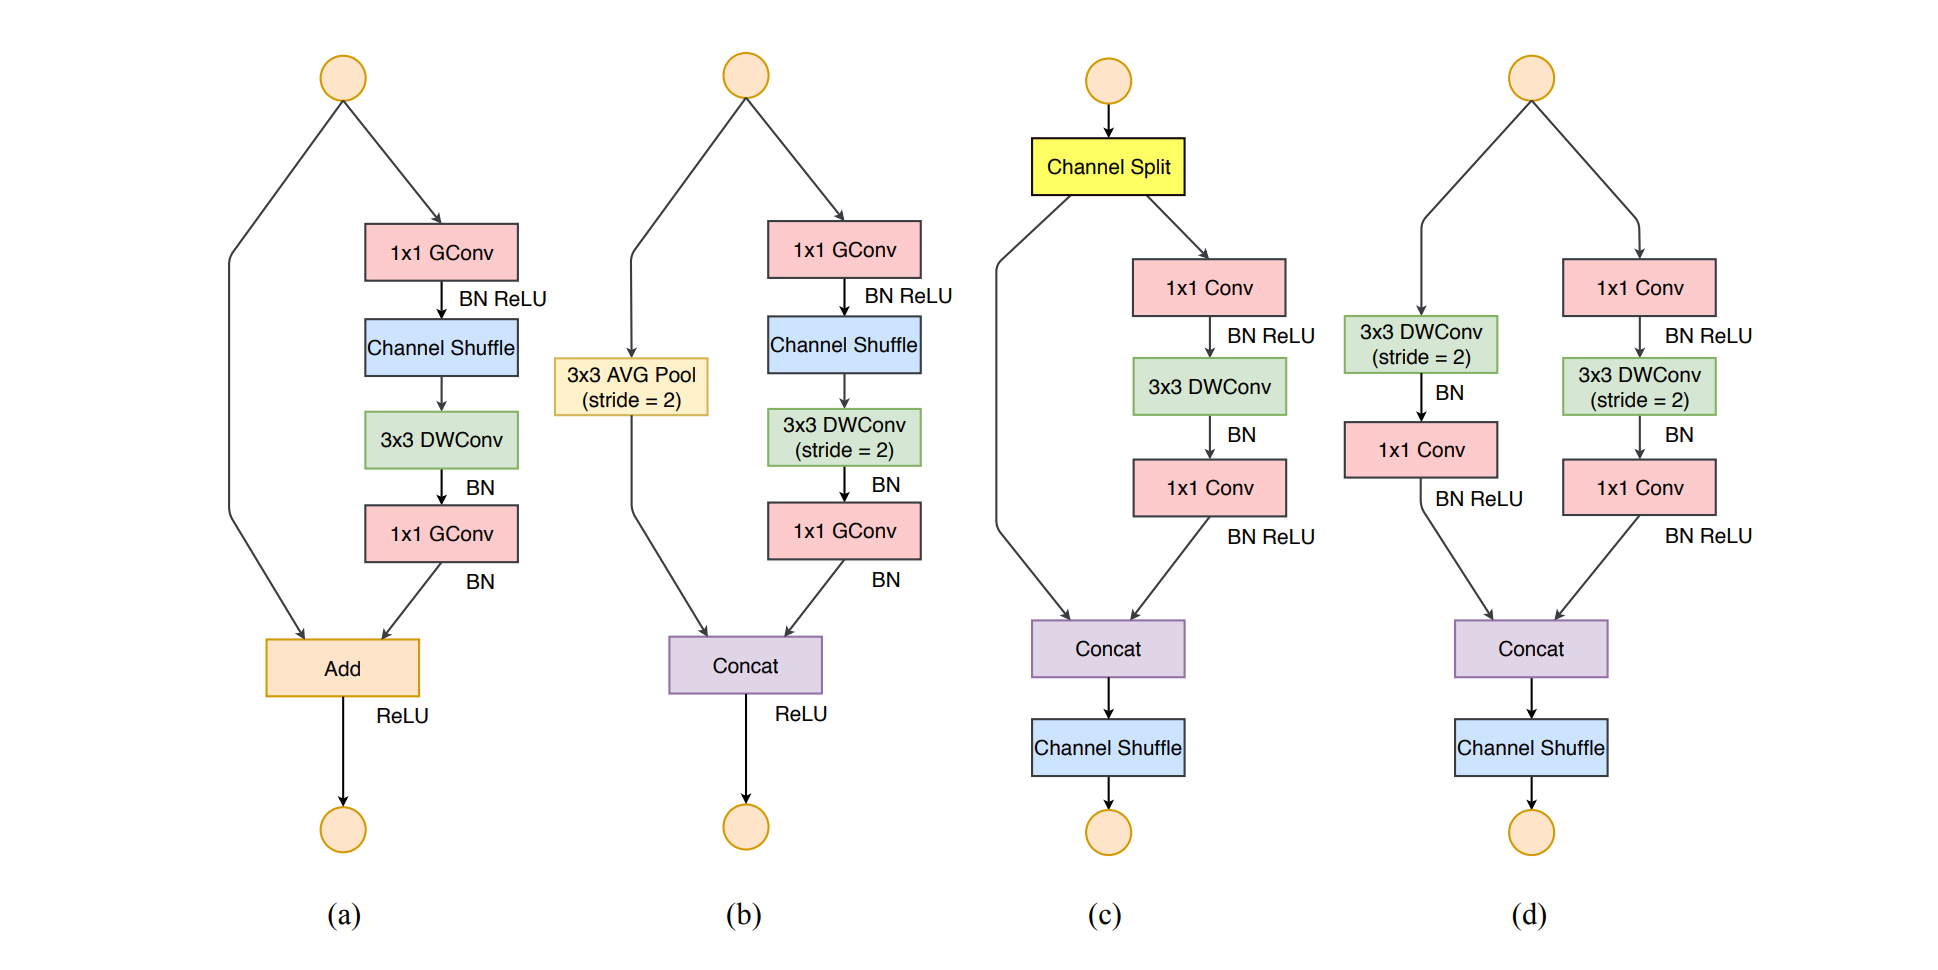 1x1 GConv
BN ReLU
Channel Shuffle
3x3 DWConv
BN
1x1 GConv
BN
Add
ReLU
(a)
3x3 AVG Pool
(stride = 2)
1x1 GConv
BN ReLU
Channel Shuffle
3x3 DWConv
(stride = 2)
BN
1x1 GConv
BN
Concat
ReLU
(b)
Channel Split
1x1 Conv
BN ReLU
3x3 DWConv
BN
1x1 Conv
BN ReLU
Concat
Channel Shuffle
(c)
3x3 DWConv
(stride = 2)
BN
1x1 Conv
BN ReLU
1x1 Conv
BN ReLU
3x3 DWConv
(stride = 2)
BN
1x1 Conv
BN ReLU
Concat
Channel Shuffle
(d)